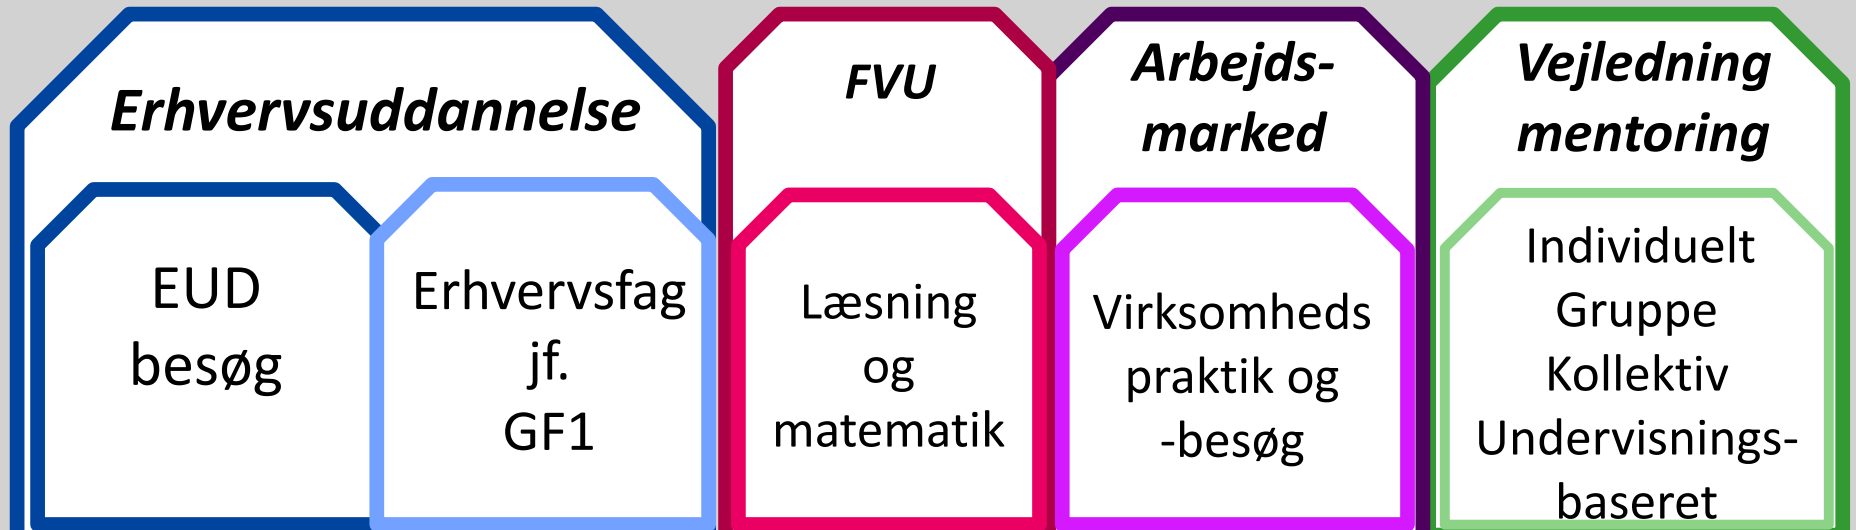 Erhvervsuddannelse
EUD
besøg
Erhvervsfag
jf.
GF1
FVU
Læsning
og
matematik
Arbejds-
marked
Virksomheds
praktik og
-besøg
Vejledning
mentoring
Individuelt
Gruppe
Kollektiv
Undervisnings-
baseret